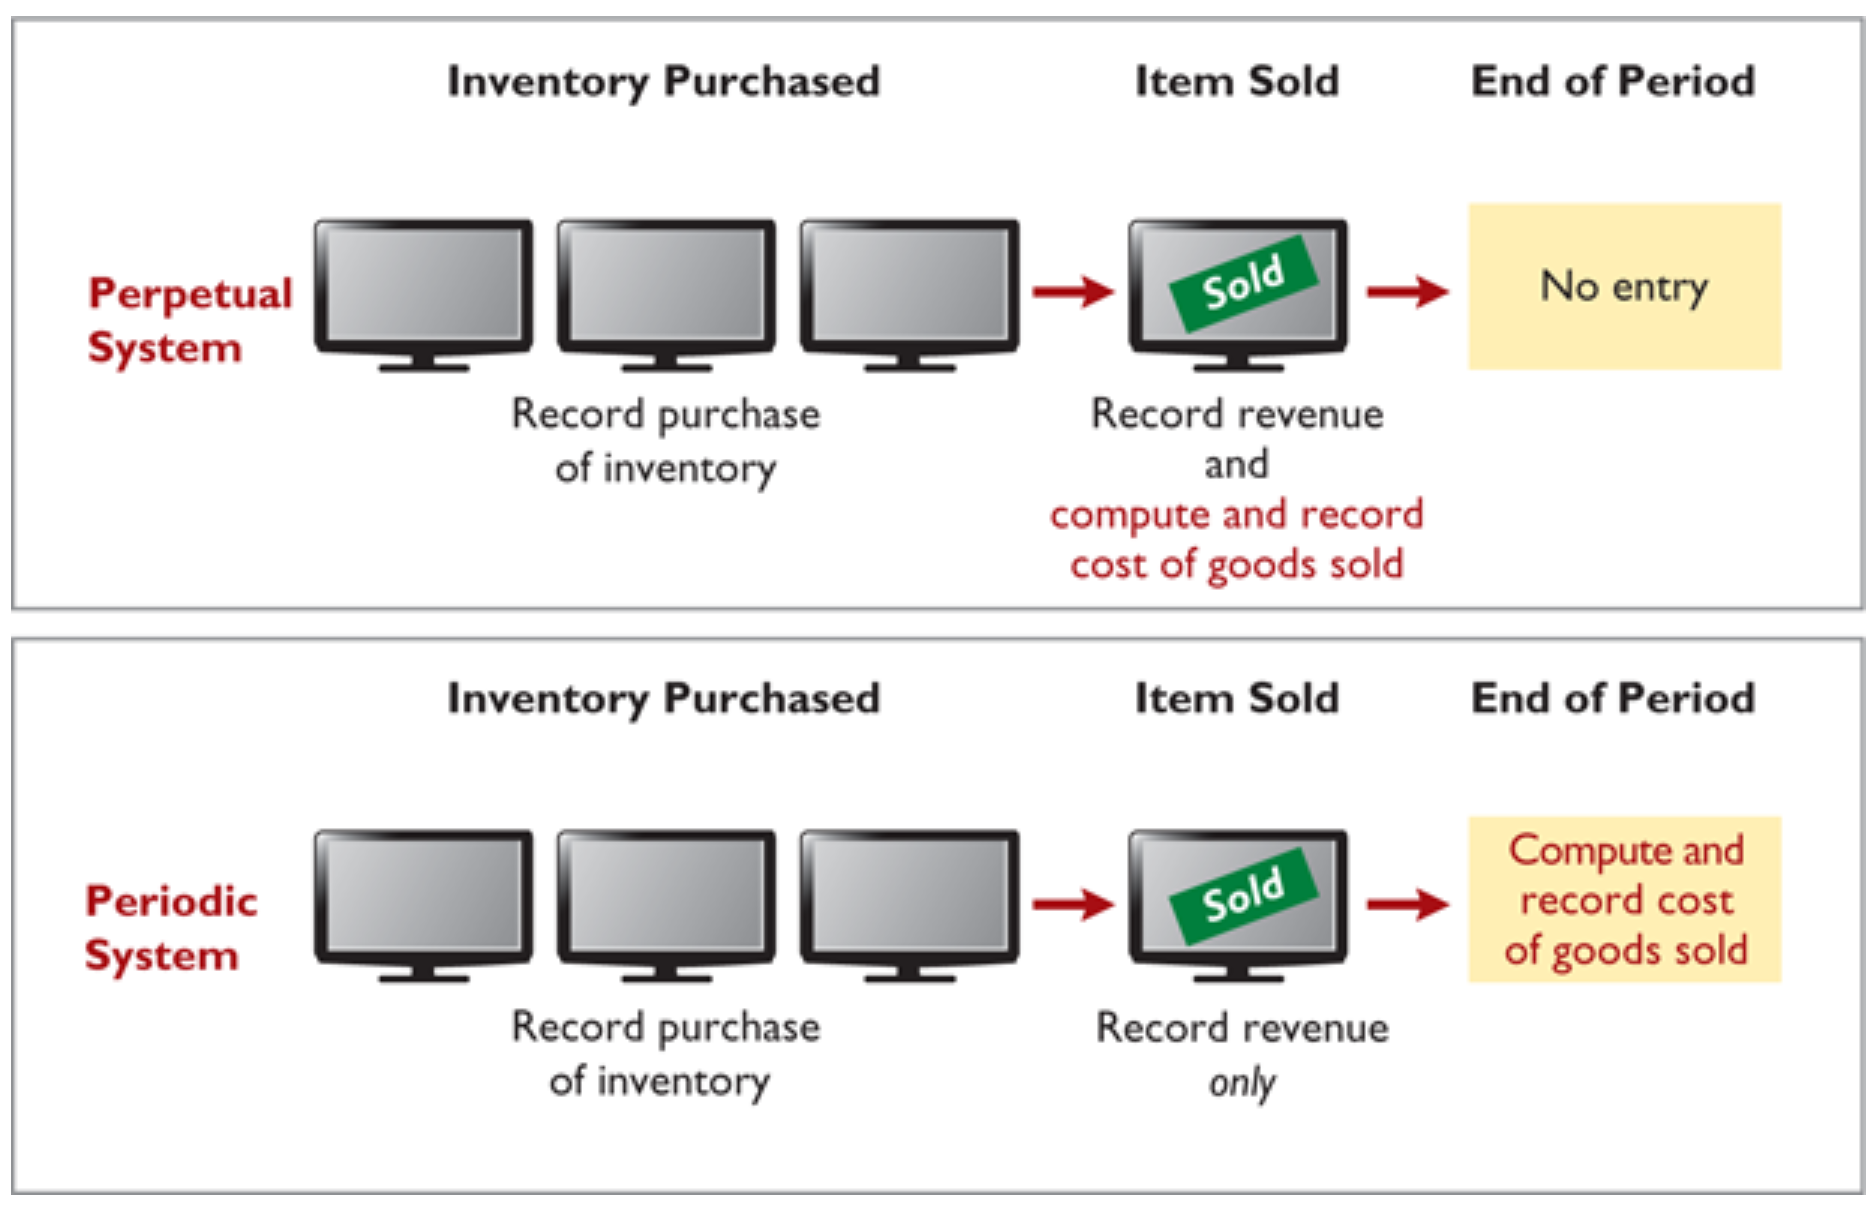 Inventory Purchased
Item Sold
End of Period
Perpetual
System
Sold
No entry
Record purchase
of inventory
Record revenue
and
compute and record
cost of goods sold
Inventory Purchased
Item Sold
End of Period
Periodic
System
Sold
Compute and
record cost
of goods sold
Record purchase
of inventory
Record revenue
only